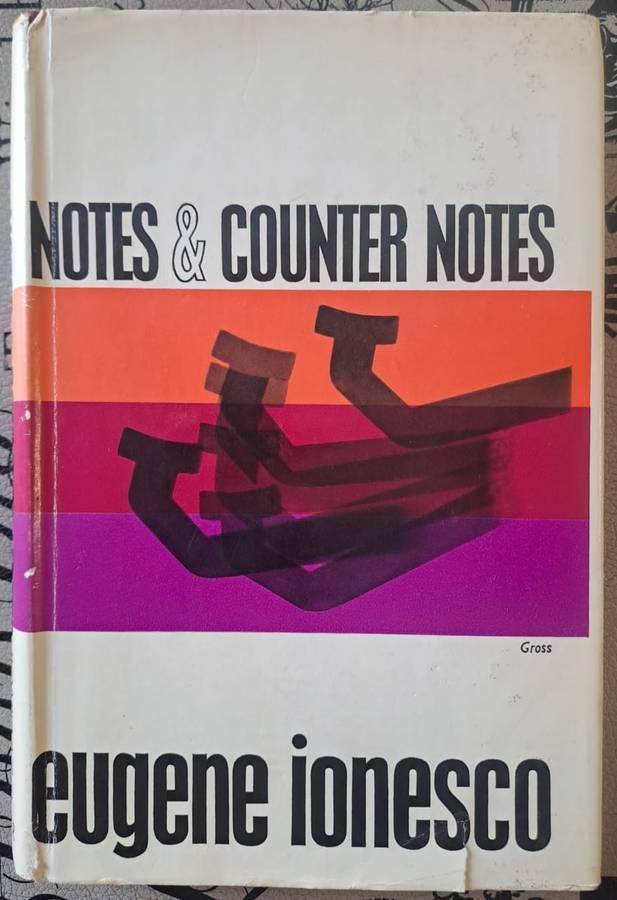 NOTES & COUNTER NOTES
Gross
eugene ionesco